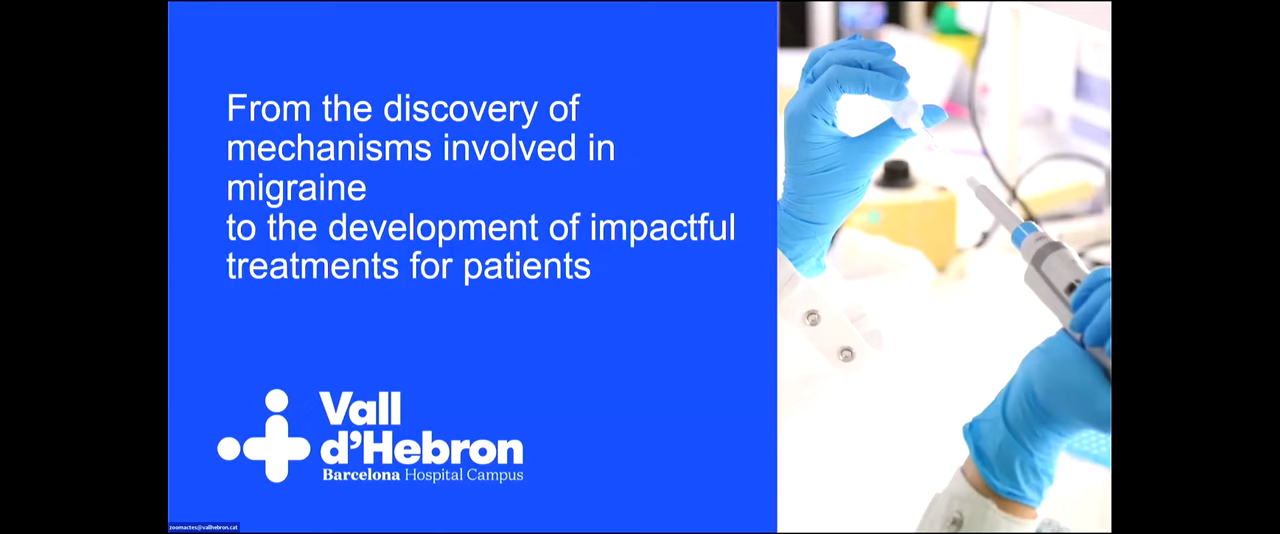 From the discovery of
mechanisms involved in
migraine
to the development of impactful
treatments for patients
Vall
d'Hebron
Barcelona Hospital Campus
zoomactes@vallhebron.cat